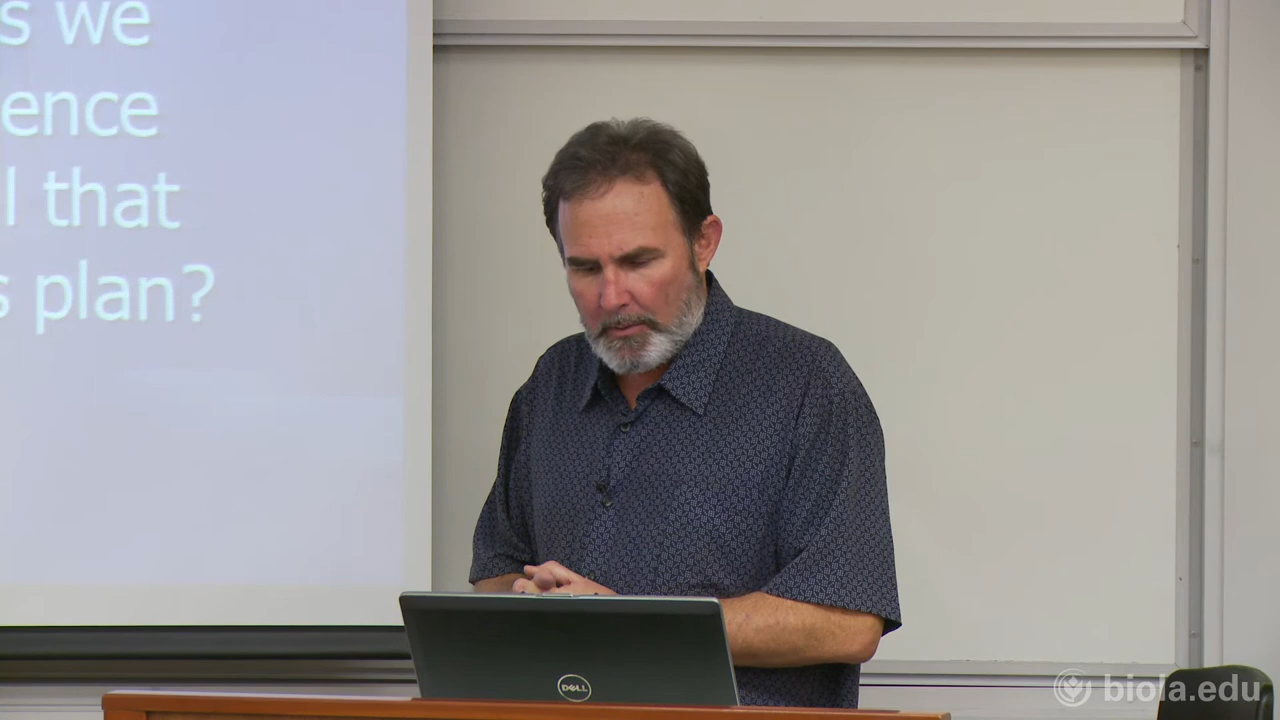 s we
ence
l that
s plan?
DELL
biola.edu